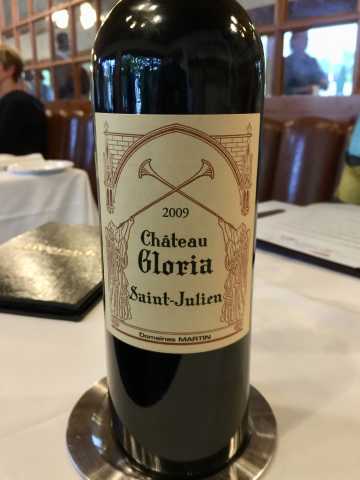 2009
Château
Gloria
Saint-Julien
Domaines MARTIN